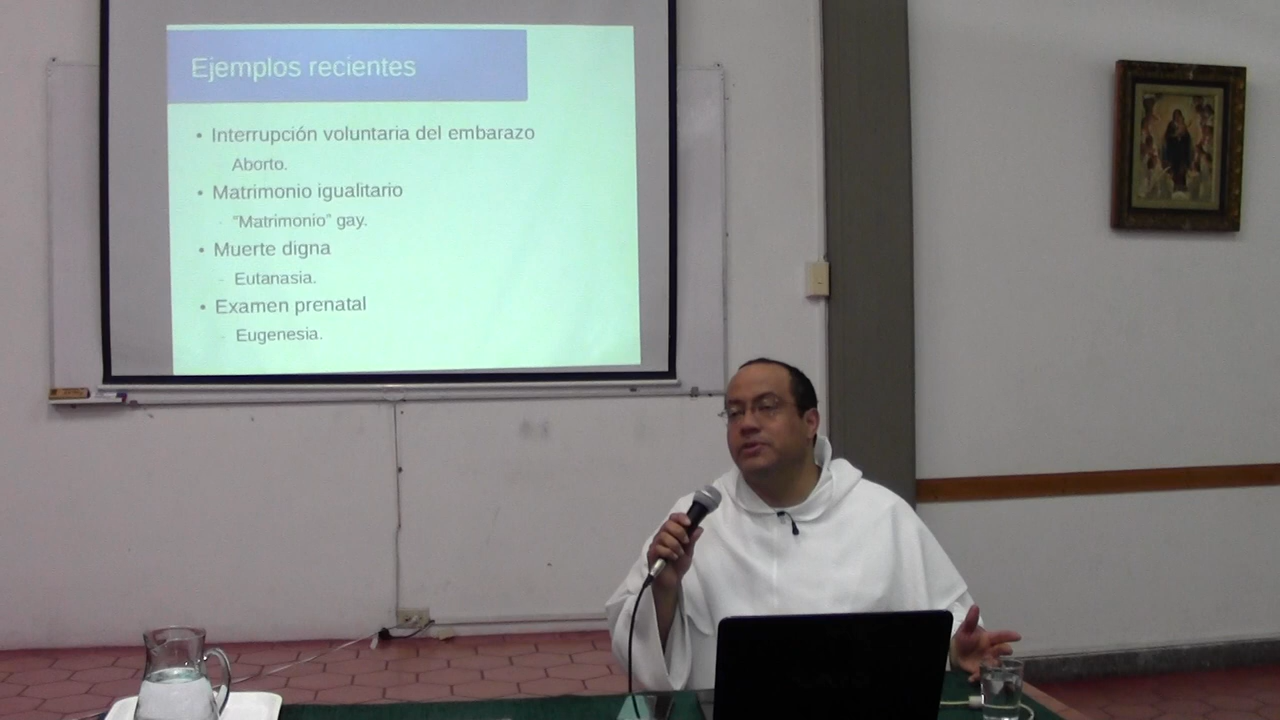 Ejemplos recientes
• Interrupción voluntaria del embarazo
Aborto.
• Matrimonio igualitario
- “Matrimonio” gay.
• Muerte digna
- Eutanasia.
• Examen prenatal
- Eugenesia.